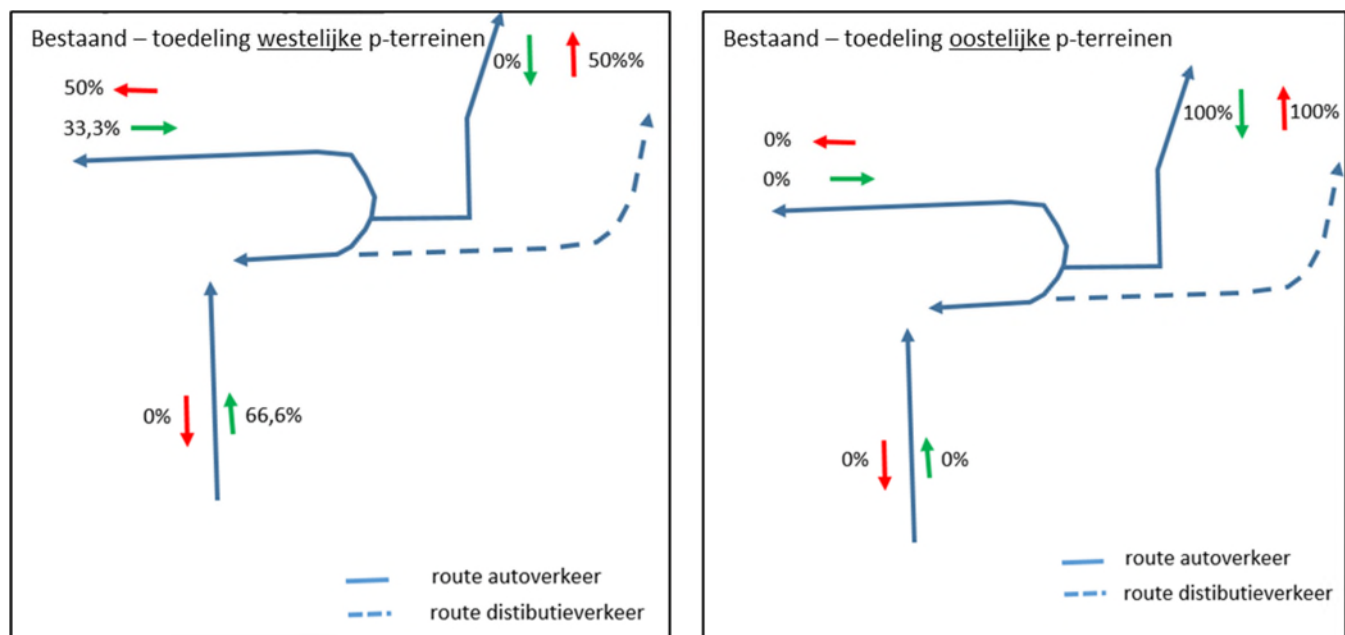 Bestaand – toedeling westelijke p-terreinen
0%
50%%
50%
33,3%
0%
66,6%
route autoverkeer
route distibutieverkeer
Bestaand – toedeling oostelijke p-terreinen
100%
100%
0%
0%
0%
0%
route autoverkeer
route distibutieverkeer